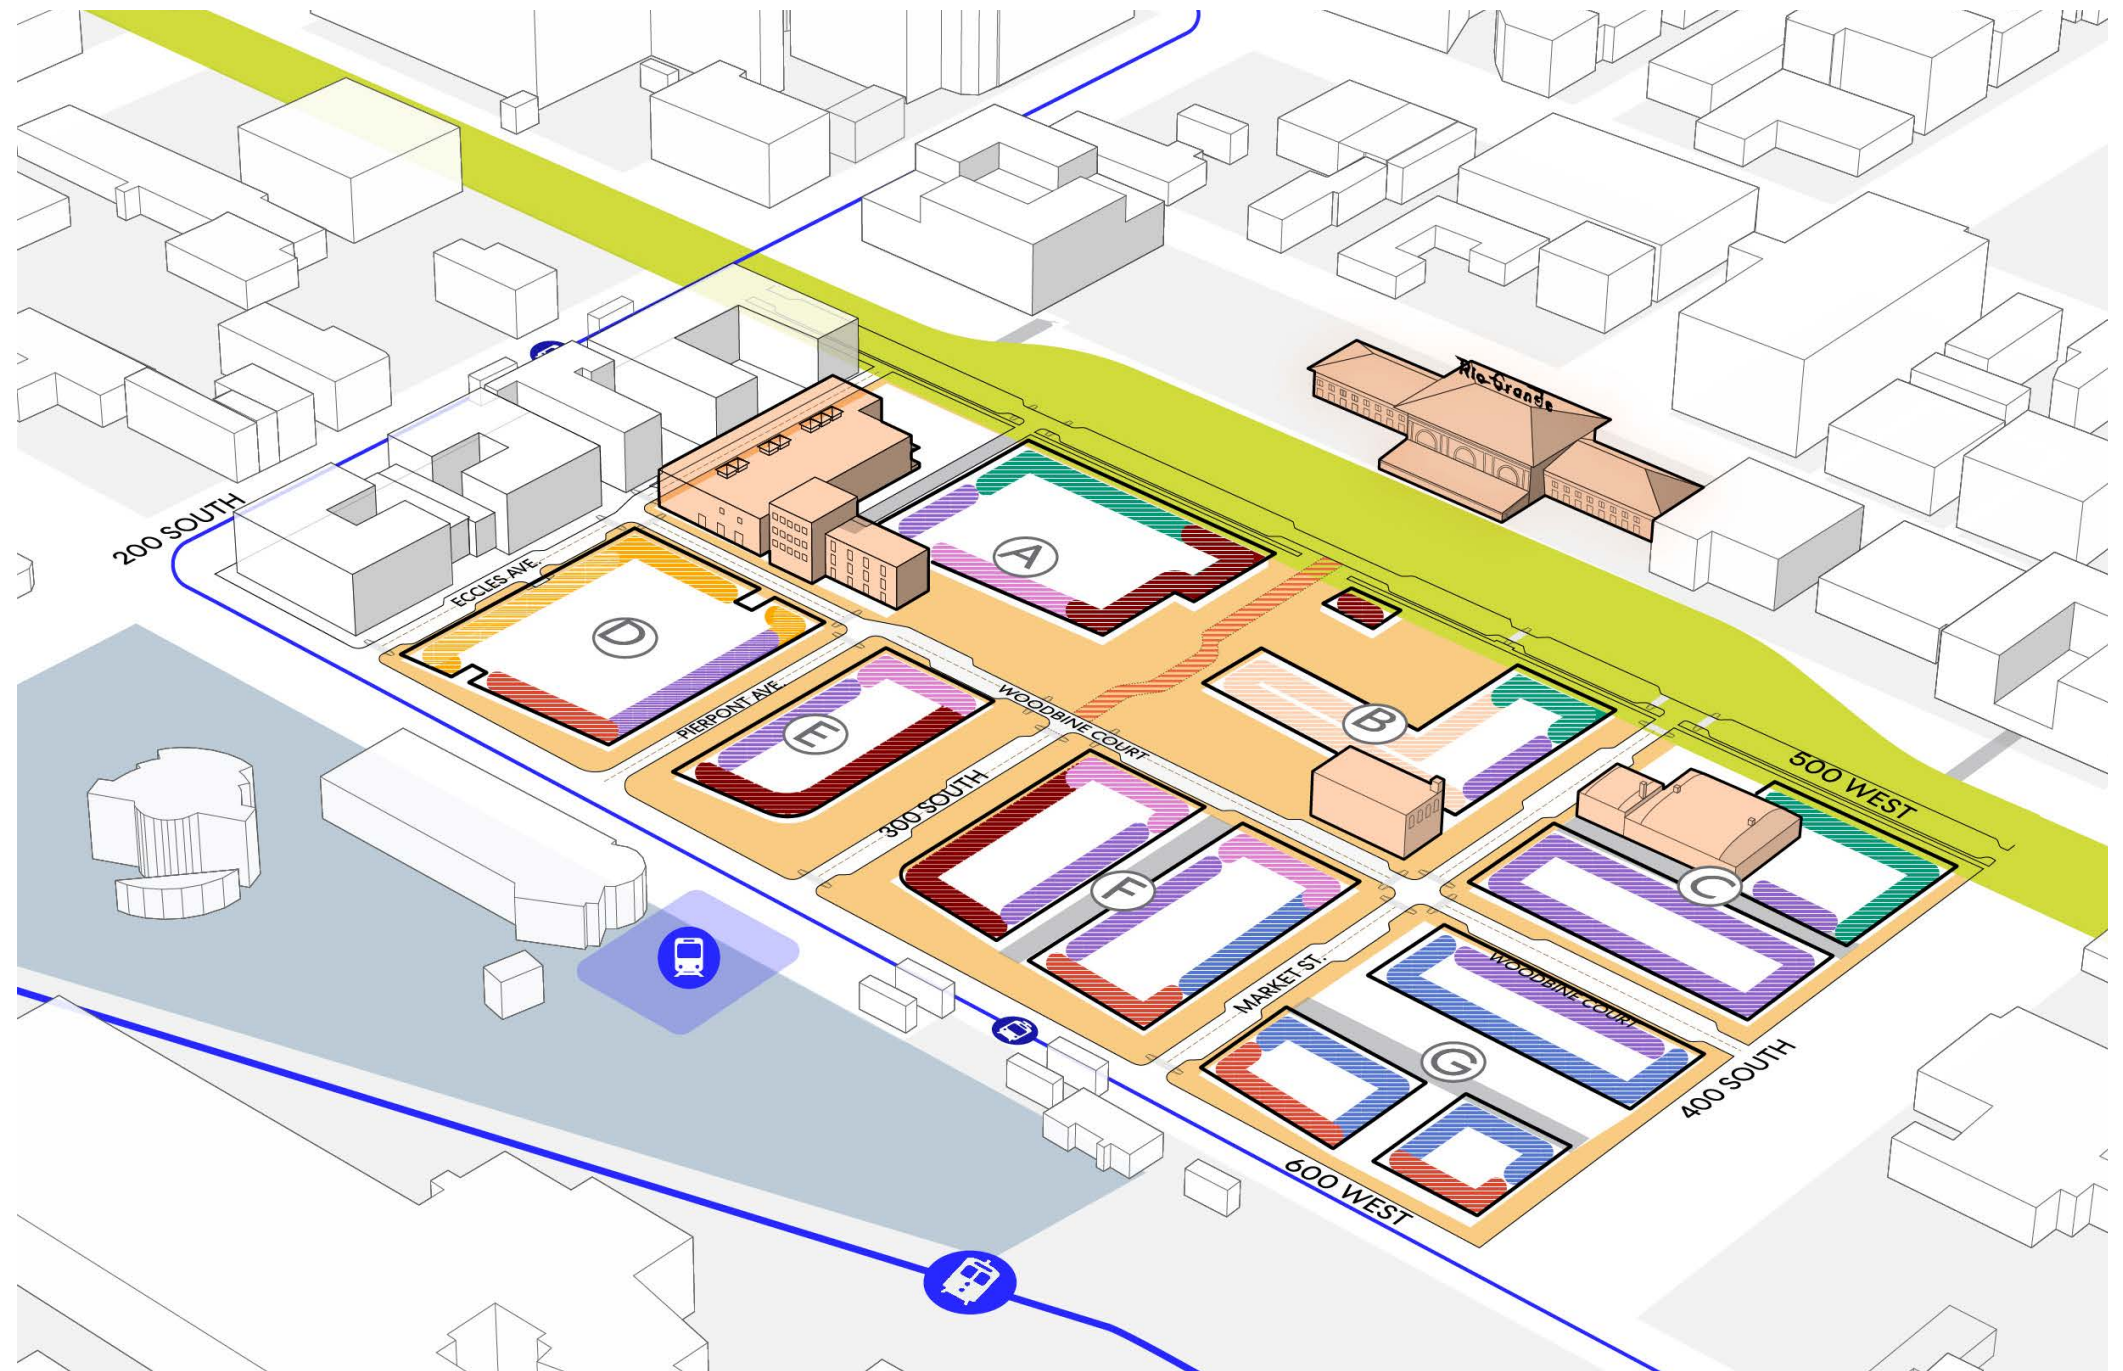 Rio Grande
200 SOUTH
ECCLES AVE.
A
D
PIERPONT AVE.
E
WOODBINE COURT
B
300 SOUTH
500 WEST
F
C
MARKET ST.
WOODBINE COURT
G
400 SOUTH
600 WEST